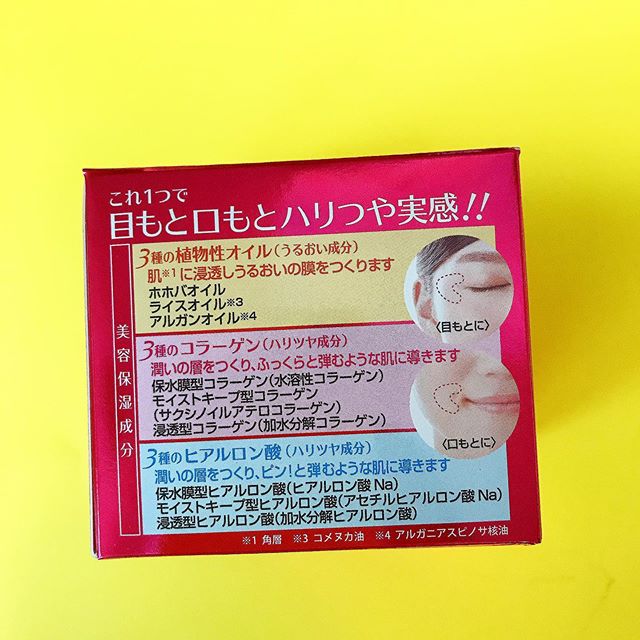 これ1つで
目もと口もとハリつや実感!!
美容保湿成分
3種の植物性オイル(うるおい成分)
肌※1に浸透しうるおいの膜をつくります
ホホバオイル
ライスオイル※3
アルガンオイル※4
〈目もとに〉
3種のコラーゲン(ハリツヤ成分)
潤いの層をつくり、ふっくらと弾むような肌に導きます
保水膜型コラーゲン(水溶性コラーゲン)
モイストキープ型コラーゲン
(サクシノイルアテロコラーゲン)
浸透型コラーゲン(加水分解コラーゲン)
〈口もとに〉
3種のヒアルロン酸(ハリツヤ成分)
潤いの層をつくり、ピン!と弾むような肌に導きます
保水膜型ヒアルロン酸(ヒアルロン酸Na)
モイストキープ型ヒアルロン酸(アセチルヒアルロン酸Na)
浸透型ヒアルロン酸(加水分解ヒアルロン酸)
※1 角層 ※3 コメヌカ油 ※4 アルガニアスピノサ核油